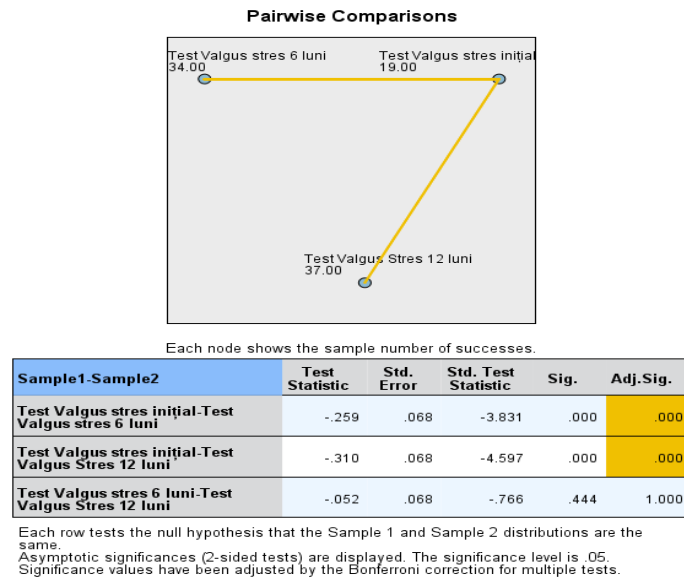 Pairwise Comparisons
Test Valgus stres 6 luni
34.00
Test Valgus stres inițial
19.00
Test Valgus Stres 12 luni
37.00
Each node shows the sample number of successes.
Sample1-Sample2 Test Statistic Std. Error Std. Test Statistic Sig. Adj.Sig.
Test Valgus stres inițial-Test
Valgus stres 6 luni -.259 .068 -3.831 .000 .000
Test Valgus stres inițial-Test
Valgus Stres 12 luni -.310 .068 -4.597 .000 .000
Test Valgus stres 6 luni-Test
Valgus Stres 12 luni -.052 .068 -.766 .444 1.000
Each row tests the null hypothesis that the Sample 1 and Sample 2 distributions are the
same.
Asymptotic significances (2-sided tests) are displayed. The significance level is .05.
Significance values have been adjusted by the Bonferroni correction for multiple tests.